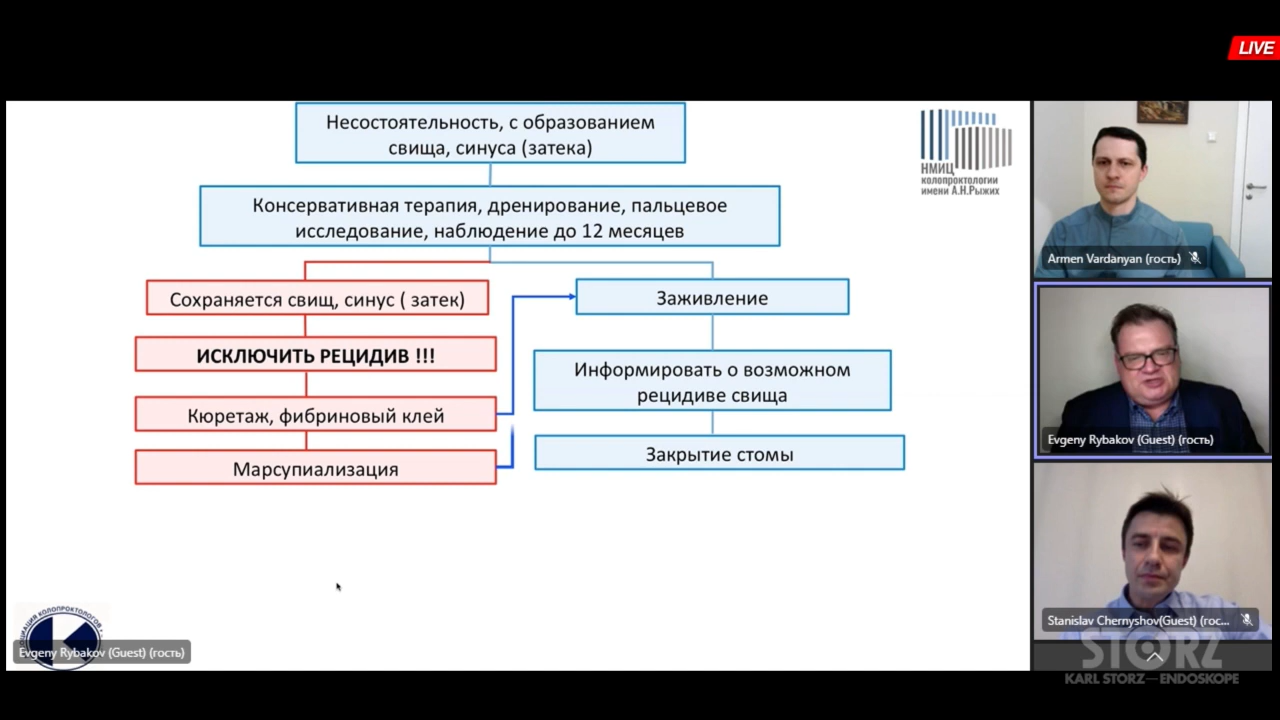 LIVE
Несостоятельность, с образованием
свища, синуса (затека)
НМИЦ
колопроктологии
имени А.Н.Рыжих
Консервативная терапия, дренирование, пальцевое
исследование, наблюдение до 12 месяцев
Сохраняется свищ, синус ( затек)
Заживление
ИСКЛЮЧИТЬ РЕЦИДИВ !!!
Информировать о возможном
рецидиве свища
Кюретаж, фибриновый клей
Марсупиализация
Закрытие стомы
Armen Vardanyan (гость)
Evgeny Rybakov (Guest) (гость)
Stanislav Chernyshov(Guest) (гос...
STORZ
KARL STORZ—ENDOSKOPE
КОЛОПРОКТОЛОГОВ
Evgeny Rybakov (Guest) (гость)